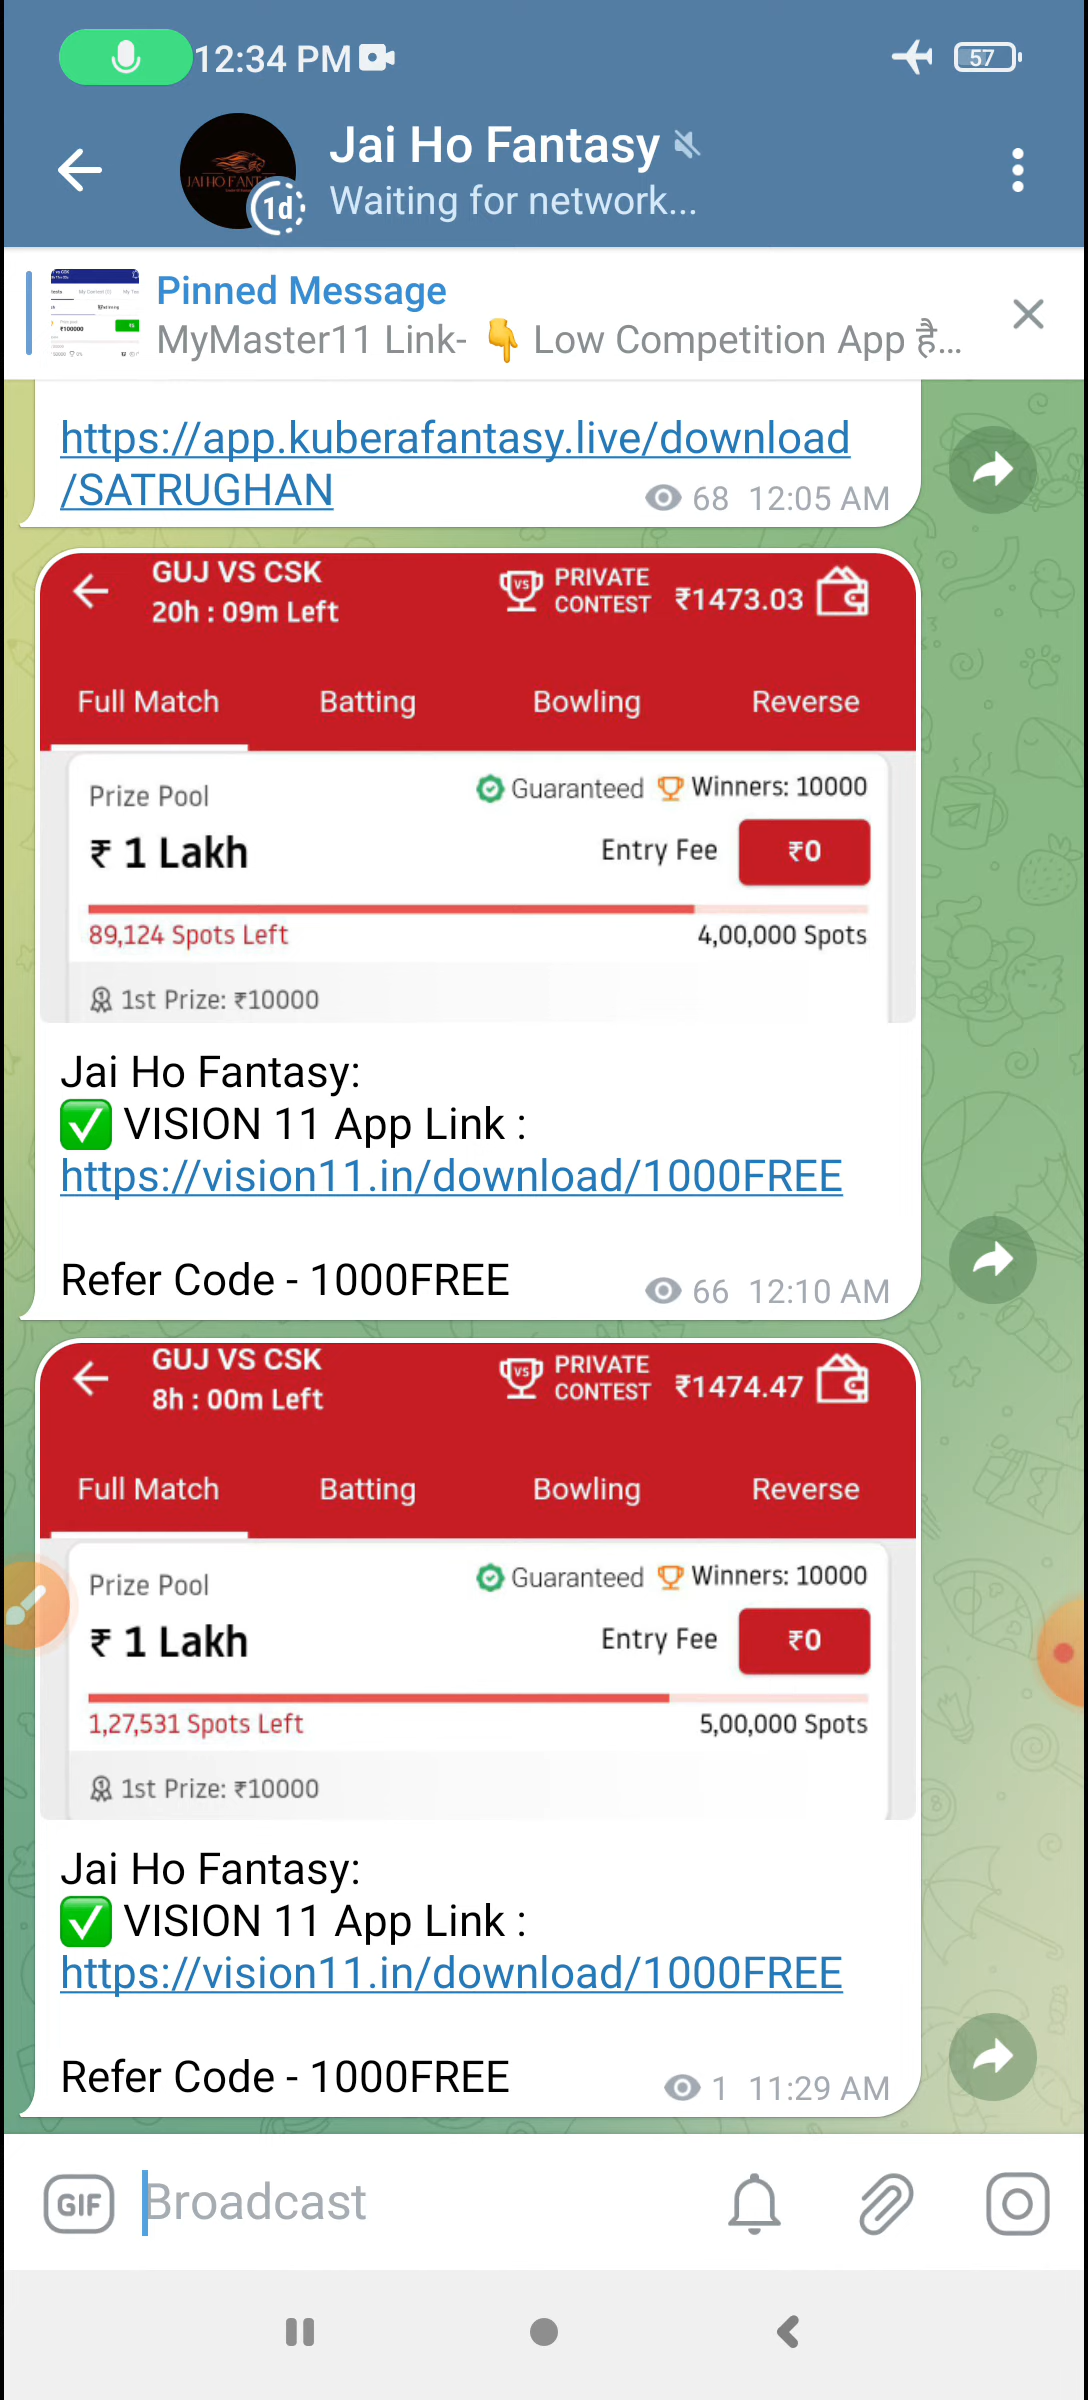 12:34 PM
57
Jai Ho Fantasy
1d
Waiting for network...
Pinned Message
MyMaster11 Link- 👇 Low Competition App है...
https://app.kuberafantasy.live/download
/SATRUGHAN
68 12:05 AM
GUJ VS CSK
20h : 09m Left
VS
PRIVATE
CONTEST
₹1473.03
Full Match Batting Bowling Reverse
Prize Pool
Guaranteed
Winners: 10000
₹ 1 Lakh
Entry Fee
₹0
89,124 Spots Left
4,00,000 Spots
1st Prize: ₹10000
Jai Ho Fantasy:
✅ VISION 11 App Link :
https://vision11.in/download/1000FREE
Refer Code - 1000FREE
66 12:10 AM
GUJ VS CSK
8h : 00m Left
VS
PRIVATE
CONTEST
₹1474.47
Full Match Batting Bowling Reverse
Prize Pool
Guaranteed
Winners: 10000
₹ 1 Lakh
Entry Fee
₹0
1,27,531 Spots Left
5,00,000 Spots
1st Prize: ₹10000
Jai Ho Fantasy:
✅ VISION 11 App Link :
https://vision11.in/download/1000FREE
Refer Code - 1000FREE
1 11:29 AM
GIF
Broadcast